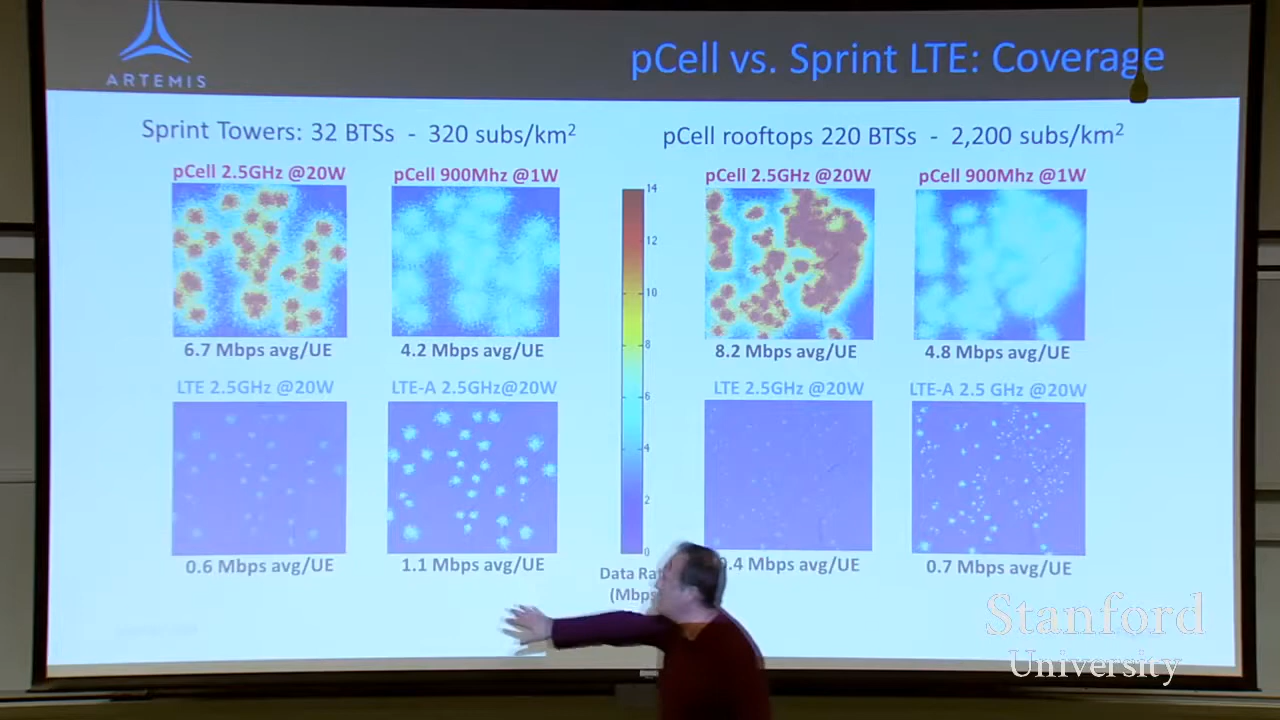 ARTEMIS
pCell vs. Sprint LTE: Coverage
Sprint Towers: 32 BTSs - 320 subs/km²
pCell rooftops 220 BTSs - 2,200 subs/km²
pCell 2.5GHz @20W
pCell 900Mhz @1W
pCell 2.5GHz @20W
pCell 900Mhz @1W
14
12
10
8
6
4
2
0
6.7 Mbps avg/UE
4.2 Mbps avg/UE
8.2 Mbps avg/UE
4.8 Mbps avg/UE
LTE 2.5GHz @20W
LTE-A 2.5GHz@20W
LTE 2.5GHz @20W
LTE-A 2.5 GHz @20W
0.6 Mbps avg/UE
1.1 Mbps avg/UE
.4 Mbps avg/UE
0.7 Mbps avg/UE
Data Ra
(Mbps
Stanford
University